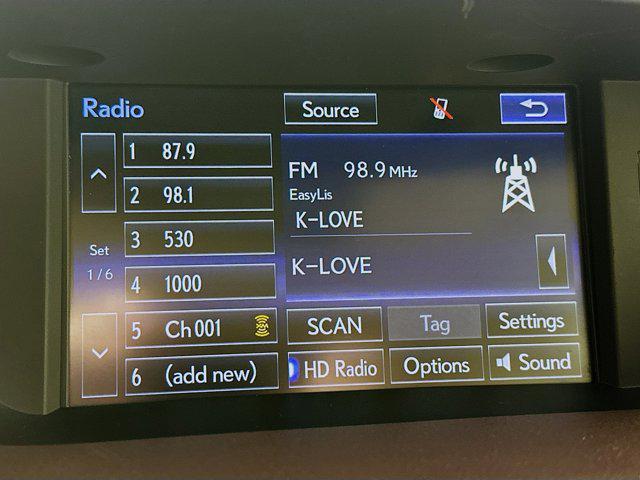 Radio
Source
1 87.9
2 98.1
3 530
4 1000
5 Ch 001
6 (add new)
Set
1/6
FM 98.9 MHz
EasyLis
K-LOVE
K-LOVE
SCAN
Tag
Settings
HD Radio
Options
Sound